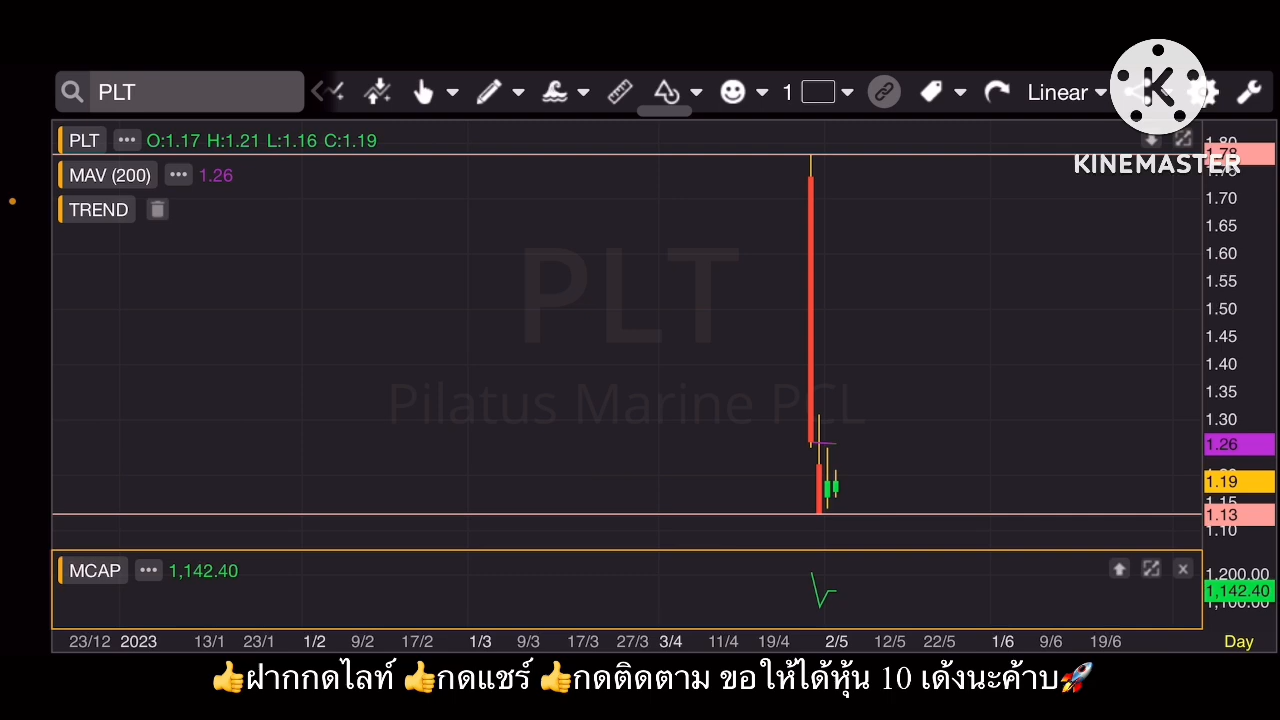 PLT
1
Linear
K
KINEMASTER
PLT ••• O:1.17 H:1.21 L:1.16 C:1.19
MAV (200) ••• 1.26
TREND
PLT
Pilatus Marine PCL
1.80
1.78
1.75
1.70
1.65
1.60
1.55
1.50
1.45
1.40
1.35
1.30
1.26
1.19
1.15
1.13
1.10
MCAP ••• 1,142.40
1,200.00
1,142.40
1,100.00
23/12 2023 13/1 23/1 1/2 9/2 17/2 1/3 9/3 17/3 27/3 3/4 11/4 19/4 2/5 12/5 22/5 1/6 9/6 19/6 Day
👍ฝากกดไลท์ 👍กดแชร์ 👍กดติดตาม ขอให้ได้หุ้น 10 เด้งนะค้าบ🚀